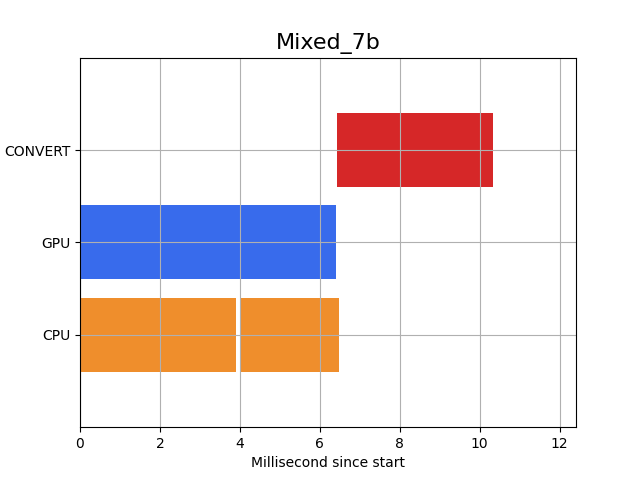 Mixed_7b
CONVERT
GPU
CPU
0 2 4 6 8 10 12
Millisecond since start